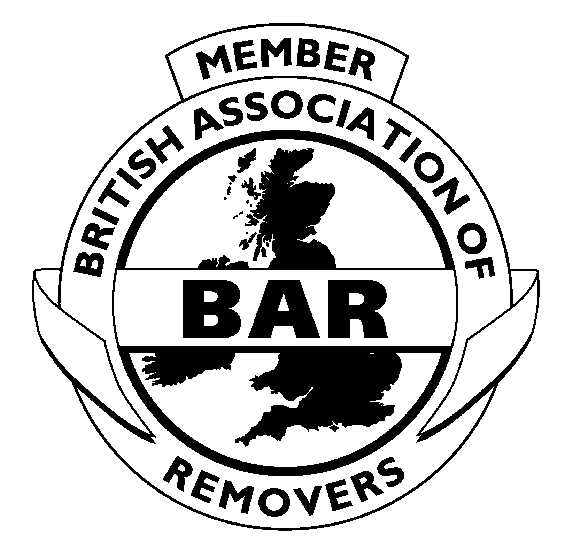 MEMBER
BRITISH ASSOCIATION OF
BAR
REMOVERS